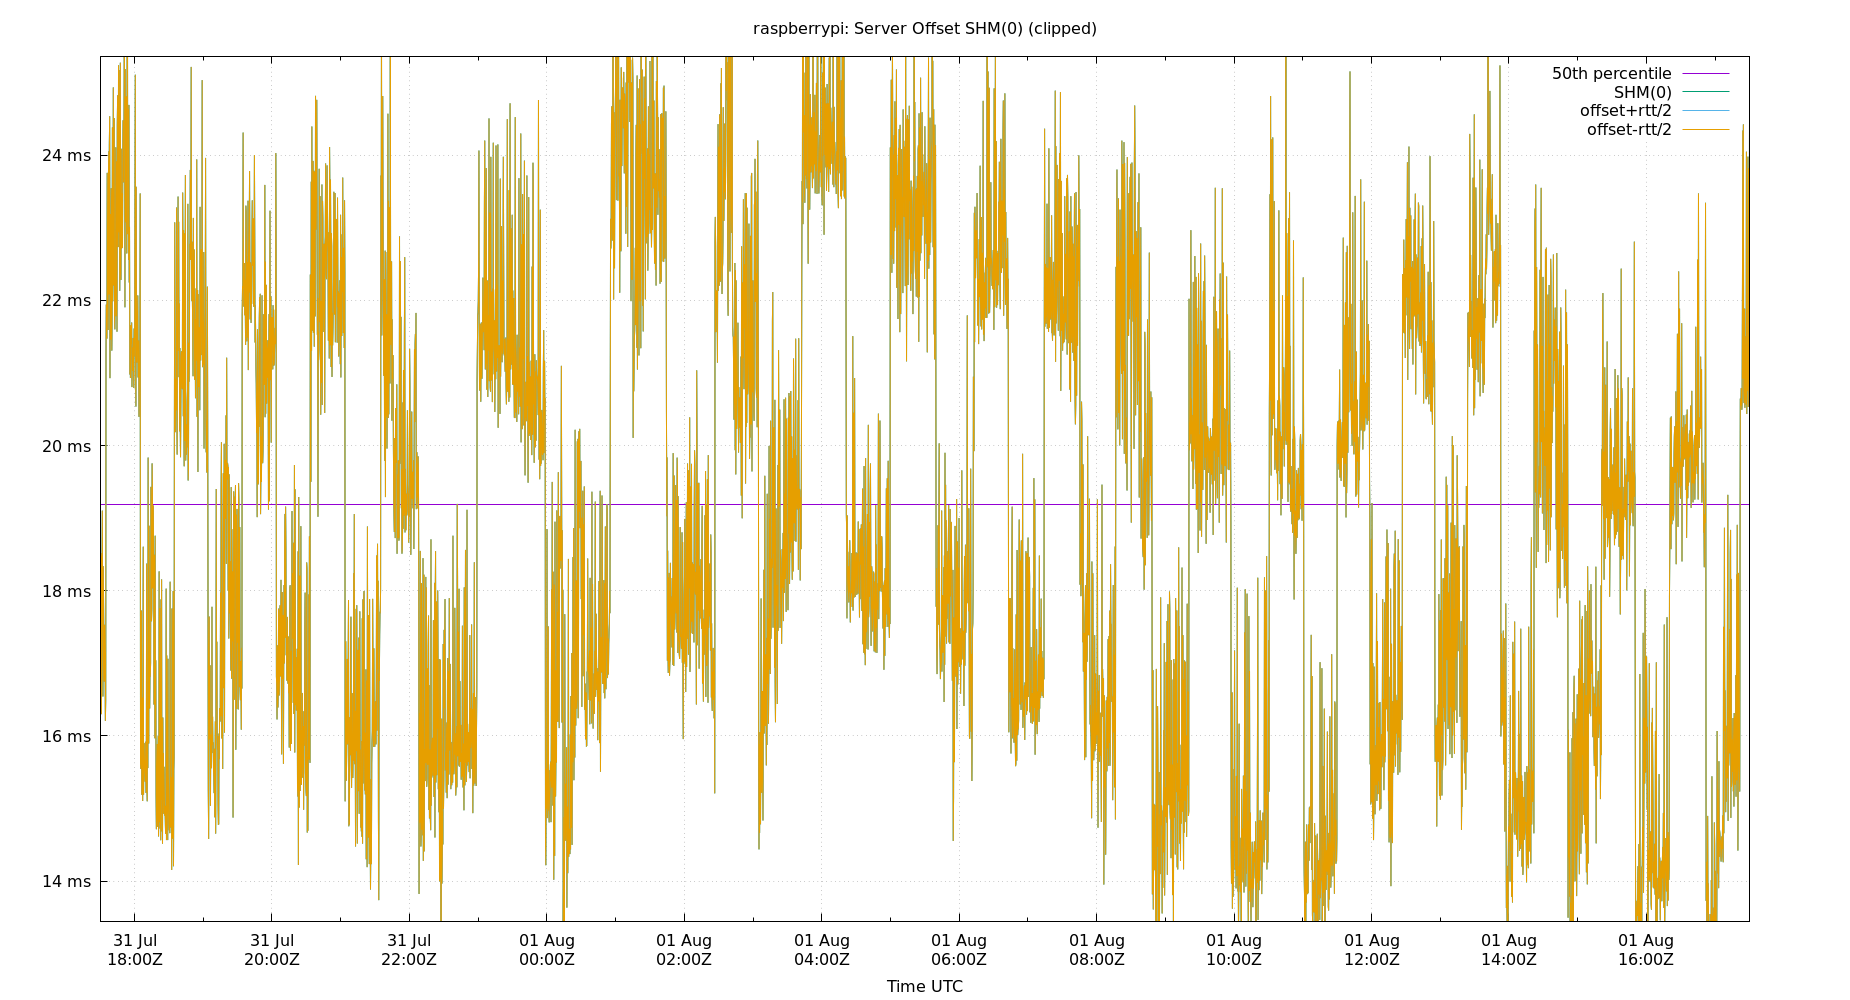 raspberrypi: Server Offset SHM(0) (clipped)
50th percentile
SHM(0)
offset+rtt/2
offset-rtt/2
24 ms
22 ms
20 ms
18 ms
16 ms
14 ms
31 Jul 31 Jul 31 Jul 01 Aug 01 Aug 01 Aug 01 Aug 01 Aug 01 Aug 01 Aug 01 Aug 01 Aug
18:00Z 20:00Z 22:00Z 00:00Z 02:00Z 04:00Z 06:00Z 08:00Z 10:00Z 12:00Z 14:00Z 16:00Z
Time UTC